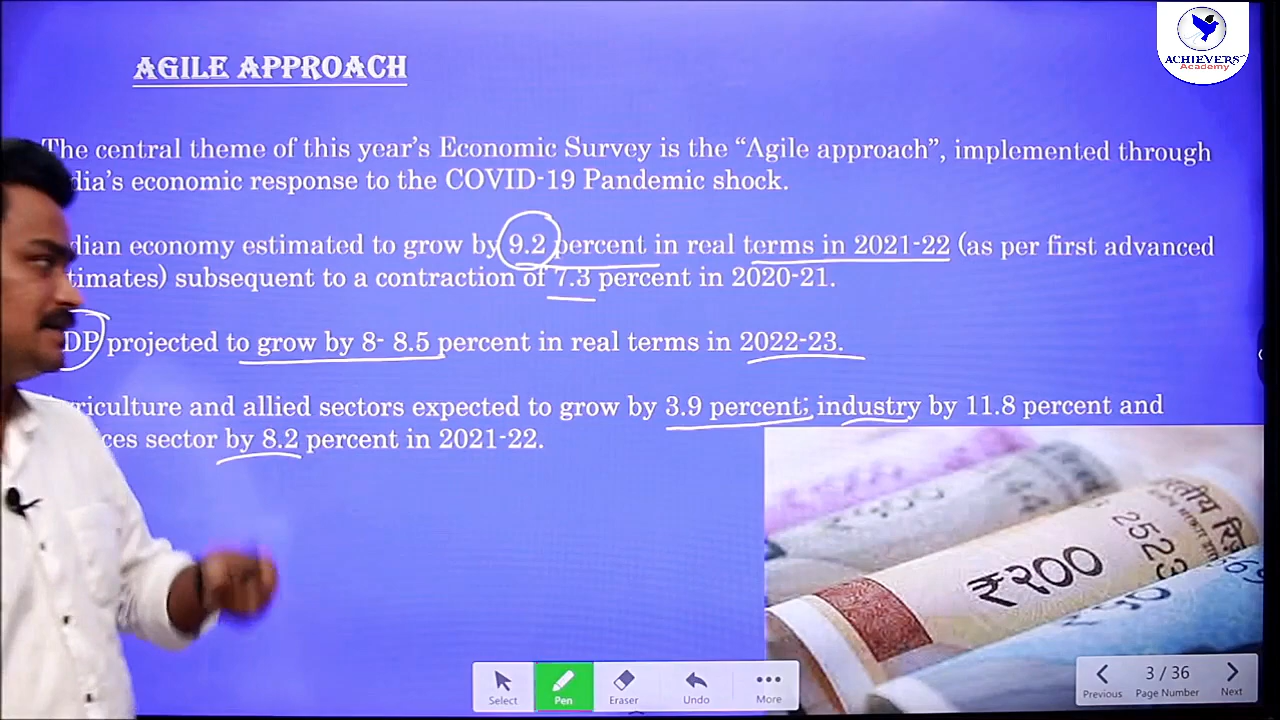 ACHIEVERS
Academy
AGILE APPROACH
The central theme of this year's Economic Survey is the “Agile approach”, implemented through
dia's economic response to the COVID-19 Pandemic shock.
dian economy estimated to grow by 9.2 percent in real terms in 2021-22 (as per first advanced
timates) subsequent to a contraction of 7.3 percent in 2020-21.
DP projected to grow by 8- 8.5 percent in real terms in 2022-23.
riculture and allied sectors expected to grow by 3.9 percent; industry by 11.8 percent and
ces sector by 8.2 percent in 2021-22.
₹२००
2523
Select
Pen
Eraser
Undo
More
Previous
3 / 36
Page Number
Next